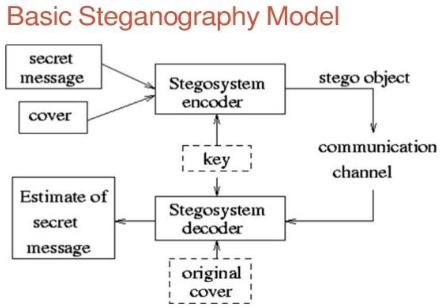 Basic Steganography Model
secret
message
cover
Stegosystem
encoder
stego object
communication
channel
key
Estimate of
secret
message
Stegosystem
decoder
original
cover